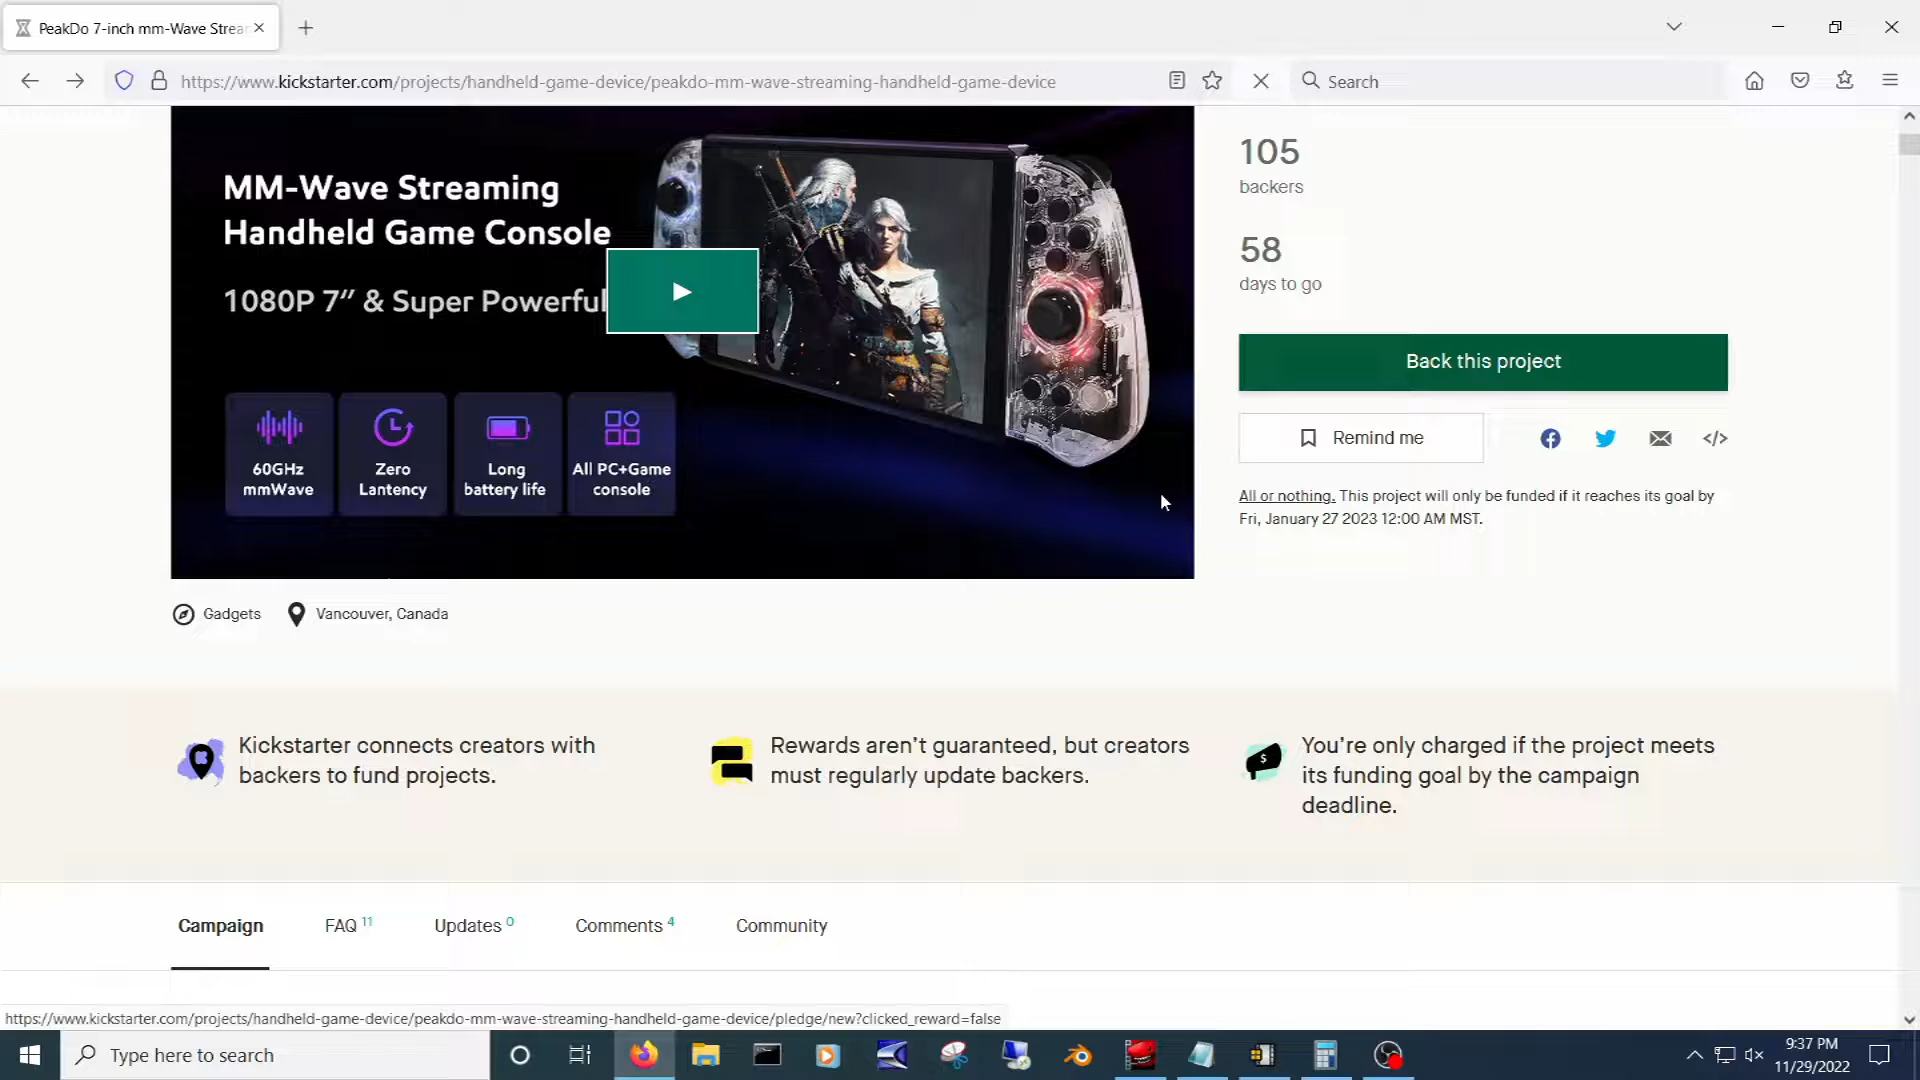 PeakDo 7-inch mm-Wave Strea
https://www.kickstarter.com/projects/handheld-game-device/peakdo-mm-wave-streaming-handheld-game-device
Search
MM-Wave Streaming
Handheld Game Console
1080P 7″ & Super Powerful
60GHz
mmWave
Zero
Lantency
Long
battery life
All PC+Game
console
105
backers
58
days to go
Back this project
Remind me
All or nothing. This project will only be funded if it reaches its goal by
Fri, January 27 2023 12:00 AM MST.
Gadgets
Vancouver, Canada
Kickstarter connects creators with
backers to fund projects.
Rewards aren't guaranteed, but creators
must regularly update backers.
You're only charged if the project meets
its funding goal by the campaign
deadline.
Campaign
FAQ 11
Updates 0
Comments 4
Community
https://www.kickstarter.com/projects/handheld-game-device/peakdo-mm-wave-streaming-handheld-game-device/pledge/new?clicked_reward=false
Type here to search
9:37 PM
11/29/2022